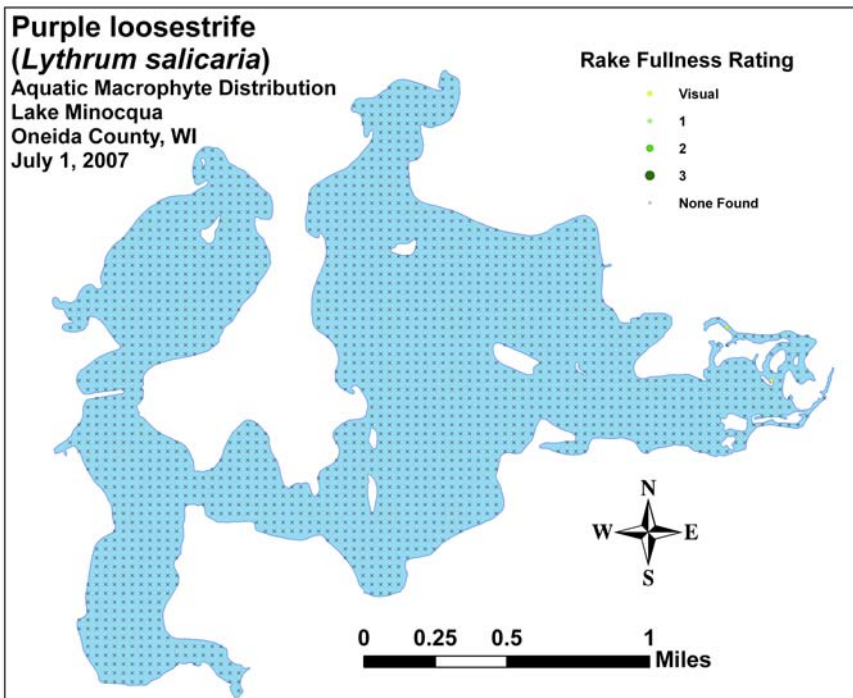 Purple loosestrife
(Lythrum salicaria)
Aquatic Macrophyte Distribution
Lake Minocqua
Oneida County, WI
July 1, 2007
Rake Fullness Rating
Visual
1
2
3
None Found
N
W E
S
0 0.25 0.5 1
Miles